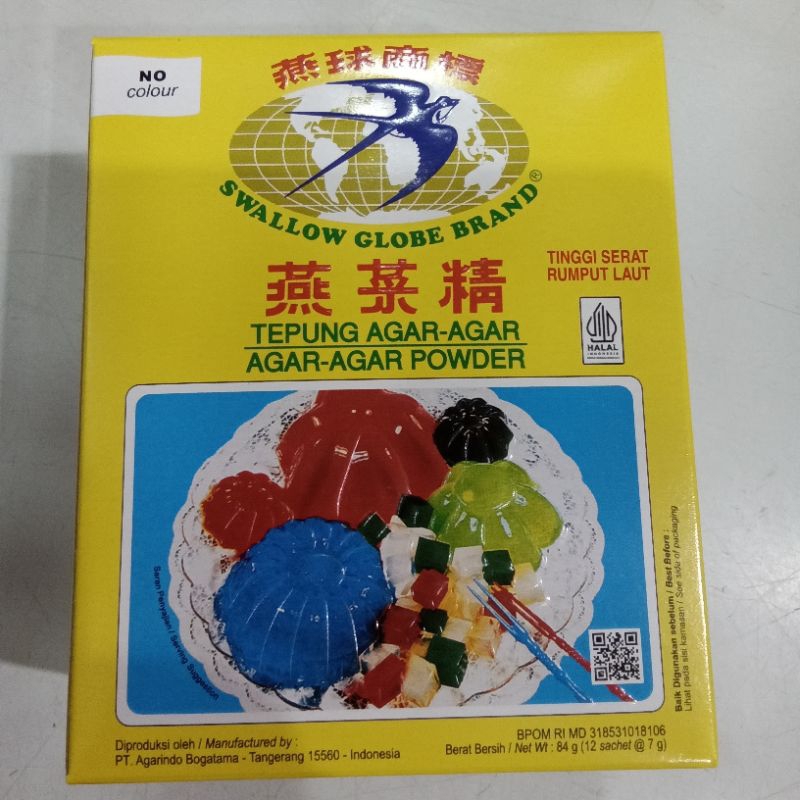 NO
colour
燕球商標
SWALLOW GLOBE BRAND®
燕菜精
TINGGI SERAT
RUMPUT LAUT
HALAL
INDONESIA
TEPUNG AGAR-AGAR
AGAR-AGAR POWDER
Saran Penyajian / Serving Suggestion
Baik Digunakan sebelum / Best Before :
Lihat pada sisi kemasan / See side of packaging
Diproduksi oleh / Manufactured by :
PT. Agarindo Bogatama - Tangerang 15560 - Indonesia
BPOM RI MD 318531018106
Berat Bersih / Net Wt : 84 g (12 sachet @ 7 g)